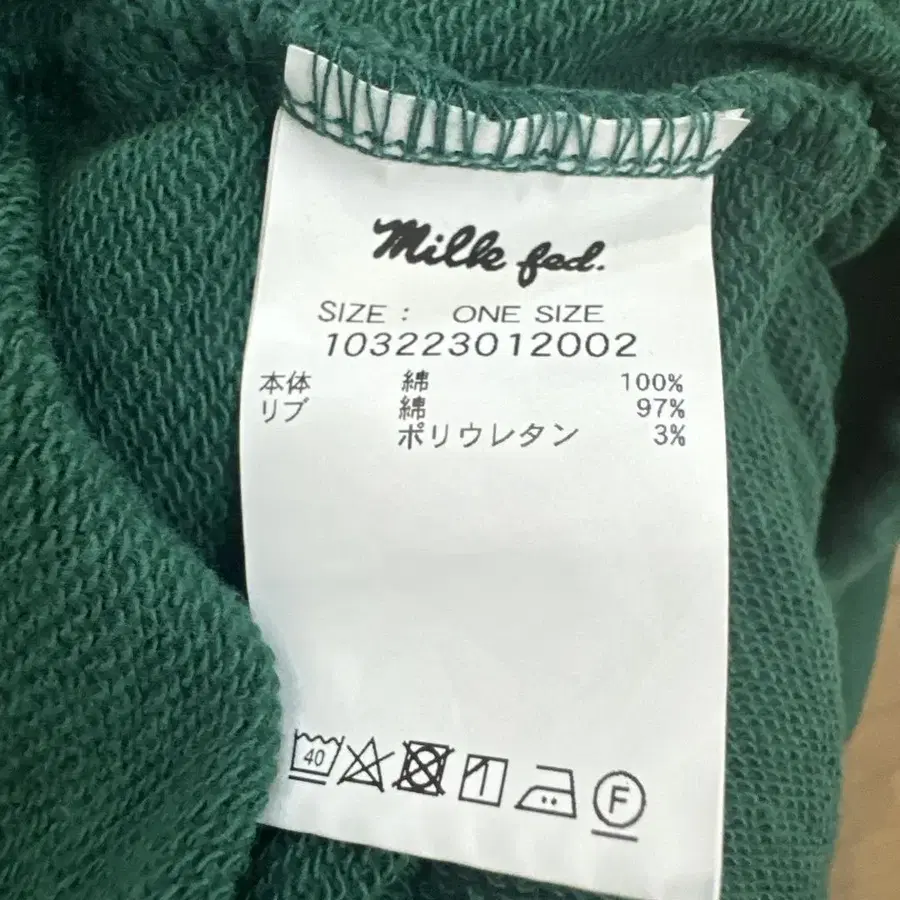 Milk fed.
SIZE : ONE SIZE
103223012002
本体 綿 100%
リブ 綿 97%
ポリウレタン 3%
40
F